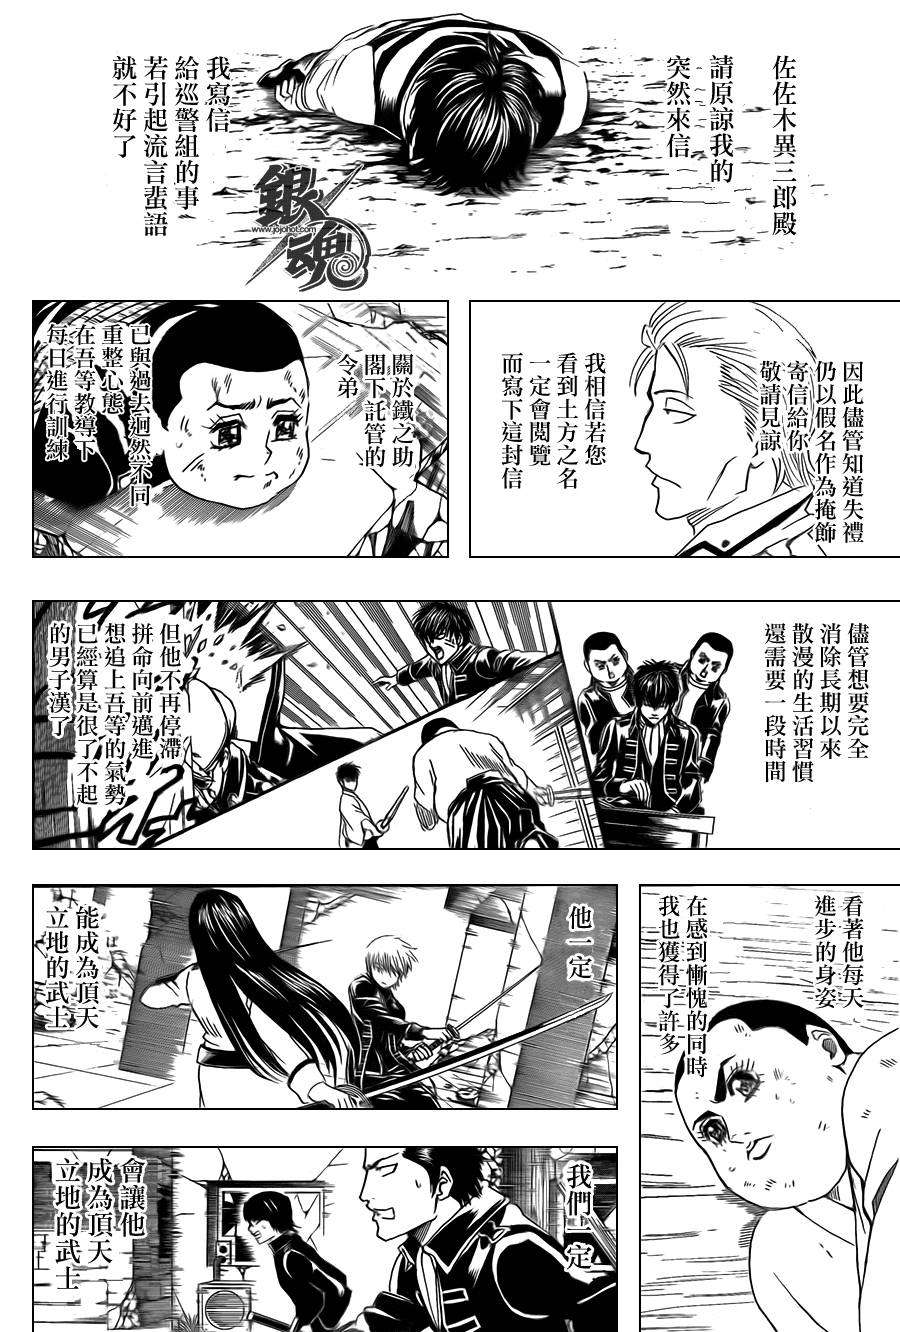 佐佐木異三郎殿
請原諒我的
突然來信
我寫信
給巡警組的事
若引起流言蜚語
就不好了
銀魂
www.jojohot.com
因此儘管知道失禮
仍以假名作為掩飾
寄信給你
敬請見諒
我相信若您
看到土方之名
一定會閱覽
而寫下這封信
關於鐵之助
閣下託管的
令弟
已與過去迥然不同
重整心態
在吾等教導下
每日進行訓練
儘管想要完全
消除長期以來
散漫的生活習慣
還需要一段時間
但他不再停滯
拼命向前邁進
想追上吾等的氣勢
已經算是很了不起
的男子漢了
看著他每天
進步的身姿
在感到慚愧的同時
我也獲得了許多
他一定
能成為頂天
立地的武士
我們一定
會讓他
成為頂天
立地的武士